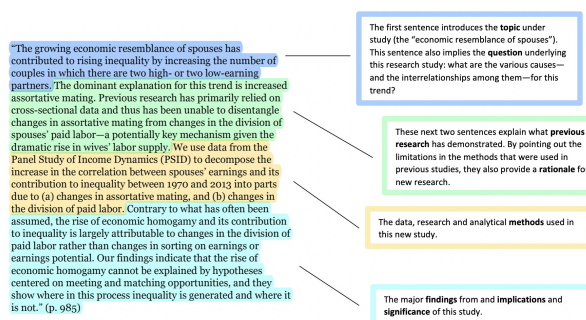 “The growing economic resemblance of spouses has
contributed to rising inequality by increasing the number of
couples in which there are two high- or two low-earning
partners. The dominant explanation for this trend is increased
assortative mating. Previous research has primarily relied on
cross-sectional data and thus has been unable to disentangle
changes in assortative mating from changes in the division of
spouses’ paid labor—a potentially key mechanism given the
dramatic rise in wives’ labor supply. We use data from the
Panel Study of Income Dynamics (PSID) to decompose the
increase in the correlation between spouses’ earnings and its
contribution to inequality between 1970 and 2013 into parts
due to (a) changes in assortative mating, and (b) changes in
the division of paid labor. Contrary to what has often been
assumed, the rise of economic homogamy and its contribution
to inequality is largely attributable to changes in the division of
paid labor rather than changes in sorting on earnings or
earnings potential. Our findings indicate that the rise of
economic homogamy cannot be explained by hypotheses
centered on meeting and matching opportunities, and they
show where in this process inequality is generated and where it
is not.” (p. 985)
The first sentence introduces the topic under
study (the “economic resemblance of spouses”).
This sentence also implies the question underlying
this research study: what are the various causes—
and the interrelationships among them—for this
trend?
These next two sentences explain what previous
research has demonstrated. By pointing out the
limitations in the methods that were used in
previous studies, they also provide a rationale for
new research.
The data, research and analytical methods used in
this new study.
The major findings from and implications and
significance of this study.